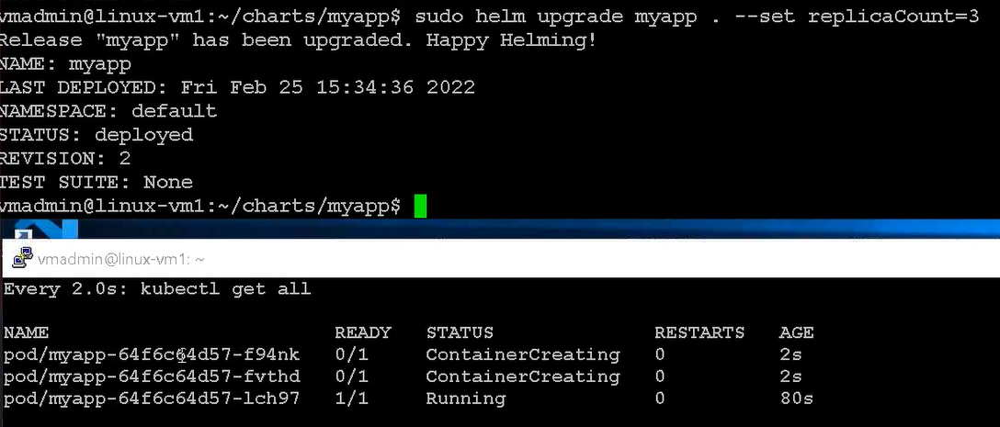 vmadmin@linux-vm1:~/charts/myapp$ sudo helm upgrade myapp . --set replicaCount=3
Release "myapp" has been upgraded. Happy Helming!
NAME: myapp
LAST DEPLOYED: Fri Feb 25 15:34:36 2022
NAMESPACE: default
STATUS: deployed
REVISION: 2
TEST SUITE: None
vmadmin@linux-vm1:~/charts/myapp$
vmadmin@linux-vm1: ~
Every 2.0s: kubectl get all
NAME READY STATUS RESTARTS AGE
pod/myapp-64f6c64d57-f94nk 0/1 ContainerCreating 0 2s
pod/myapp-64f6c64d57-fvthd 0/1 ContainerCreating 0 2s
pod/myapp-64f6c64d57-lch97 1/1 Running 0 80s